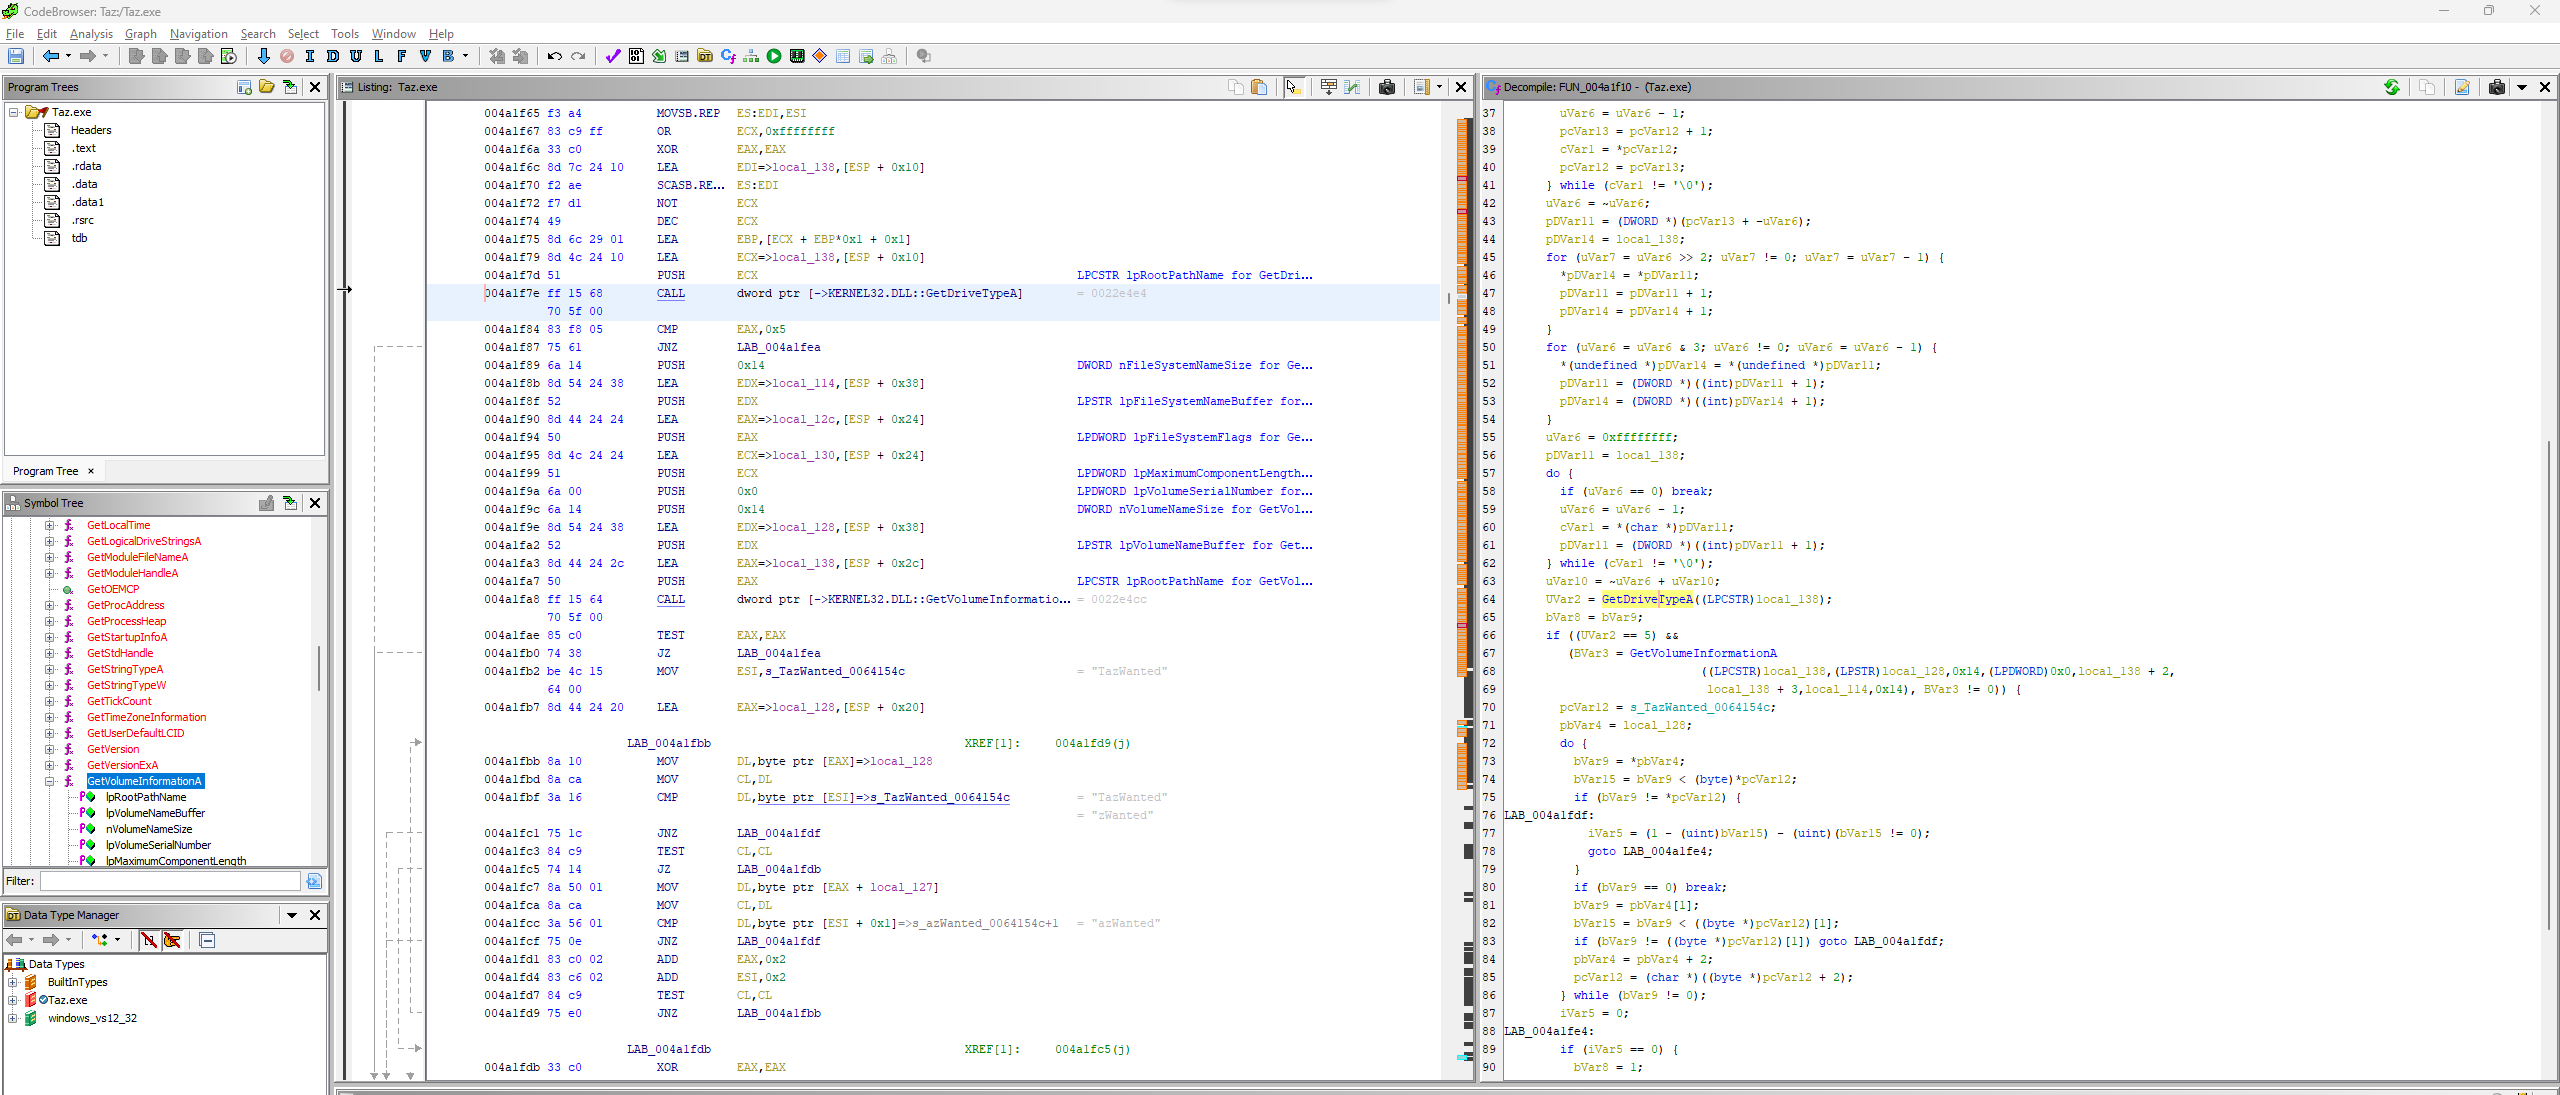 CodeBrowser: Taz:/Taz.exe
File Edit Analysis Graph Navigation Search Select Tools Window Help
I D U L F V B
Program Trees
Taz.exe
Headers
.text
.rdata
.data
.data1
.rsrc
tdb
Program Tree ×
Symbol Tree
GetLocalTime
GetLogicalDriveStringsA
GetModuleFileNameA
GetModuleHandleA
GetOEMCP
GetProcAddress
GetProcessHeap
GetStartupInfoA
GetStdHandle
GetStringTypeA
GetStringTypeW
GetTickCount
GetTimeZoneInformation
GetUserDefaultLCID
GetVersion
GetVersionExA
GetVolumeInformationA
lpRootPathName
lpVolumeNameBuffer
nVolumeNameSize
lpVolumeSerialNumber
lpMaximumComponentLength
Filter:
Data Type Manager
Data Types
BuiltInTypes
Taz.exe
windows_vs12_32
Listing: Taz.exe
004a1f65 f3 a4 MOVSB.REP ES:EDI,ESI
004a1f67 83 c9 ff OR ECX,0xffffffff
004a1f6a 33 c0 XOR EAX,EAX
004a1f6c 8d 7c 24 10 LEA EDI=>local_138,[ESP + 0x10]
004a1f70 f2 ae SCASB.RE... ES:EDI
004a1f72 f7 d1 NOT ECX
004a1f74 49 DEC ECX
004a1f75 8d 6c 29 01 LEA EBP,[ECX + EBP*0x1 + 0x1]
004a1f79 8d 4c 24 10 LEA ECX=>local_138,[ESP + 0x10]
004a1f7d 51 PUSH ECX LPCSTR lpRootPathName for GetDri...
004a1f7e ff 15 68 CALL dword ptr [->KERNEL32.DLL::GetDriveTypeA] = 0022e4e4
70 5f 00
004a1f84 83 f8 05 CMP EAX,0x5
004a1f87 75 61 JNZ LAB_004a1fea
004a1f89 6a 14 PUSH 0x14 DWORD nFileSystemNameSize for Ge...
004a1f8b 8d 54 24 38 LEA EDX=>local_114,[ESP + 0x38]
004a1f8f 52 PUSH EDX LPSTR lpFileSystemNameBuffer for...
004a1f90 8d 44 24 24 LEA EAX=>local_12c,[ESP + 0x24]
004a1f94 50 PUSH EAX LPDWORD lpFileSystemFlags for Ge...
004a1f95 8d 4c 24 24 LEA ECX=>local_130,[ESP + 0x24]
004a1f99 51 PUSH ECX LPDWORD lpMaximumComponentLength...
004a1f9a 6a 00 PUSH 0x0 LPDWORD lpVolumeSerialNumber for...
004a1f9c 6a 14 PUSH 0x14 DWORD nVolumeNameSize for GetVol...
004a1f9e 8d 54 24 38 LEA EDX=>local_128,[ESP + 0x38]
004a1fa2 52 PUSH EDX LPSTR lpVolumeNameBuffer for Get...
004a1fa3 8d 44 24 2c LEA EAX=>local_138,[ESP + 0x2c]
004a1fa7 50 PUSH EAX LPCSTR lpRootPathName for GetVol...
004a1fa8 ff 15 64 CALL dword ptr [->KERNEL32.DLL::GetVolumeInformatio... = 0022e4cc
70 5f 00
004a1fae 85 c0 TEST EAX,EAX
004a1fb0 74 38 JZ LAB_004a1fea
004a1fb2 be 4c 15 MOV ESI,s_TazWanted_0064154c = "TazWanted"
64 00
004a1fb7 8d 44 24 20 LEA EAX=>local_128,[ESP + 0x20]
LAB_004a1fbb XREF[1]: 004a1fd9(j)
004a1fbb 8a 10 MOV DL,byte ptr [EAX]=>local_128
004a1fbd 8a ca MOV CL,DL
004a1fbf 3a 16 CMP DL,byte ptr [ESI]=>s_TazWanted_0064154c = "TazWanted"
= "zWanted"
004a1fc1 75 1c JNZ LAB_004a1fdf
004a1fc3 84 c9 TEST CL,CL
004a1fc5 74 14 JZ LAB_004a1fdb
004a1fc7 8a 50 01 MOV DL,byte ptr [EAX + local_127]
004a1fca 8a ca MOV CL,DL
004a1fcc 3a 56 01 CMP DL,byte ptr [ESI + 0x1]=>s_azWanted_0064154c+1 = "azWanted"
004a1fcf 75 0e JNZ LAB_004a1fdf
004a1fd1 83 c0 02 ADD EAX,0x2
004a1fd4 83 c6 02 ADD ESI,0x2
004a1fd7 84 c9 TEST CL,CL
004a1fd9 75 e0 JNZ LAB_004a1fbb
LAB_004a1fdb XREF[1]: 004a1fc5(j)
004a1fdb 33 c0 XOR EAX,EAX
Decompile: FUN_004a1f10 - (Taz.exe)
37 uVar6 = uVar6 - 1;
38 pcVar13 = pcVar12 + 1;
39 cVar1 = *pcVar12;
40 pcVar12 = pcVar13;
41 } while (cVar1 != '\0');
42 uVar6 = ~uVar6;
43 pDVar11 = (DWORD *)(pcVar13 + -uVar6);
44 pDVar14 = local_138;
45 for (uVar7 = uVar6 >> 2; uVar7 != 0; uVar7 = uVar7 - 1) {
46 *pDVar14 = *pDVar11;
47 pDVar11 = pDVar11 + 1;
48 pDVar14 = pDVar14 + 1;
49 }
50 for (uVar6 = uVar6 & 3; uVar6 != 0; uVar6 = uVar6 - 1) {
51 *(undefined *)pDVar14 = *(undefined *)pDVar11;
52 pDVar11 = (DWORD *)((int)pDVar11 + 1);
53 pDVar14 = (DWORD *)((int)pDVar14 + 1);
54 }
55 uVar6 = 0xffffffff;
56 pDVar11 = local_138;
57 do {
58 if (uVar6 == 0) break;
59 uVar6 = uVar6 - 1;
60 cVar1 = *(char *)pDVar11;
61 pDVar11 = (DWORD *)((int)pDVar11 + 1);
62 } while (cVar1 != '\0');
63 uVar10 = ~uVar6 + uVar10;
64 UVar2 = GetDriveTypeA((LPCSTR)local_138);
65 bVar8 = bVar9;
66 if ((UVar2 == 5) &&
67 (BVar3 = GetVolumeInformationA
68 ((LPCSTR)local_138,(LPSTR)local_128,0x14,(LPDWORD)0x0,local_138 + 2,
69 local_138 + 3,local_114,0x14), BVar3 != 0)) {
70 pcVar12 = s_TazWanted_0064154c;
71 pbVar4 = local_128;
72 do {
73 bVar9 = *pbVar4;
74 bVar15 = bVar9 < (byte)*pcVar12;
75 if (bVar9 != *pcVar12) {
76 LAB_004a1fdf:
77 iVar5 = (1 - (uint)bVar15) - (uint)(bVar15 != 0);
78 goto LAB_004a1fe4;
79 }
80 if (bVar9 == 0) break;
81 bVar9 = pbVar4[1];
82 bVar15 = bVar9 < ((byte *)pcVar12)[1];
83 if (bVar9 != ((byte *)pcVar12)[1]) goto LAB_004a1fdf;
84 pbVar4 = pbVar4 + 2;
85 pcVar12 = (char *)((byte *)pcVar12 + 2);
86 } while (bVar9 != 0);
87 iVar5 = 0;
88 LAB_004a1fe4:
89 if (iVar5 == 0) {
90 bVar8 = 1;